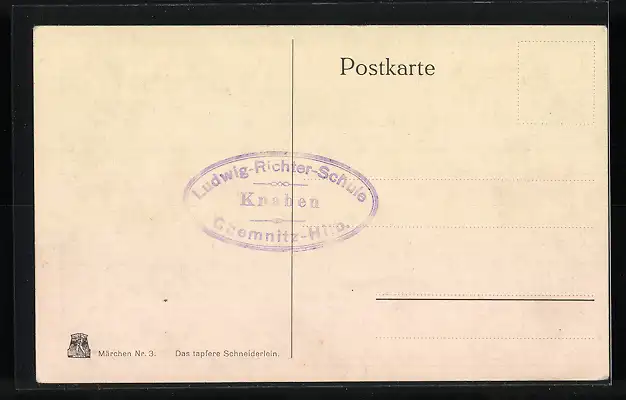 Postkarte
Ludwig-Richter-Schule
Knaben
Chemnitz-Hilb.
Märchen Nr. 3. Das tapfere Schneiderlein.